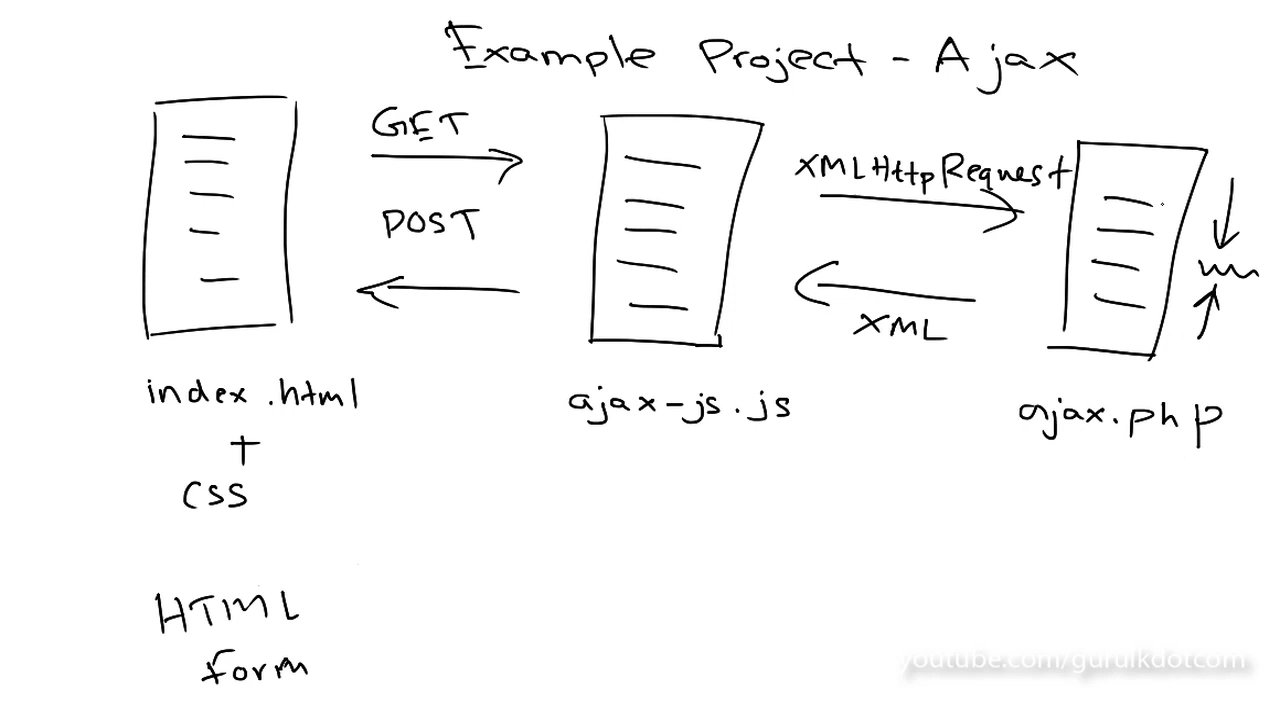 Example Project - Ajax
GET
POST
XMLHttpRequest
XML
index.html
+
CSS
ajax-js.js
ajax.php
HTML
form
youtube.com/gurulkdotcom